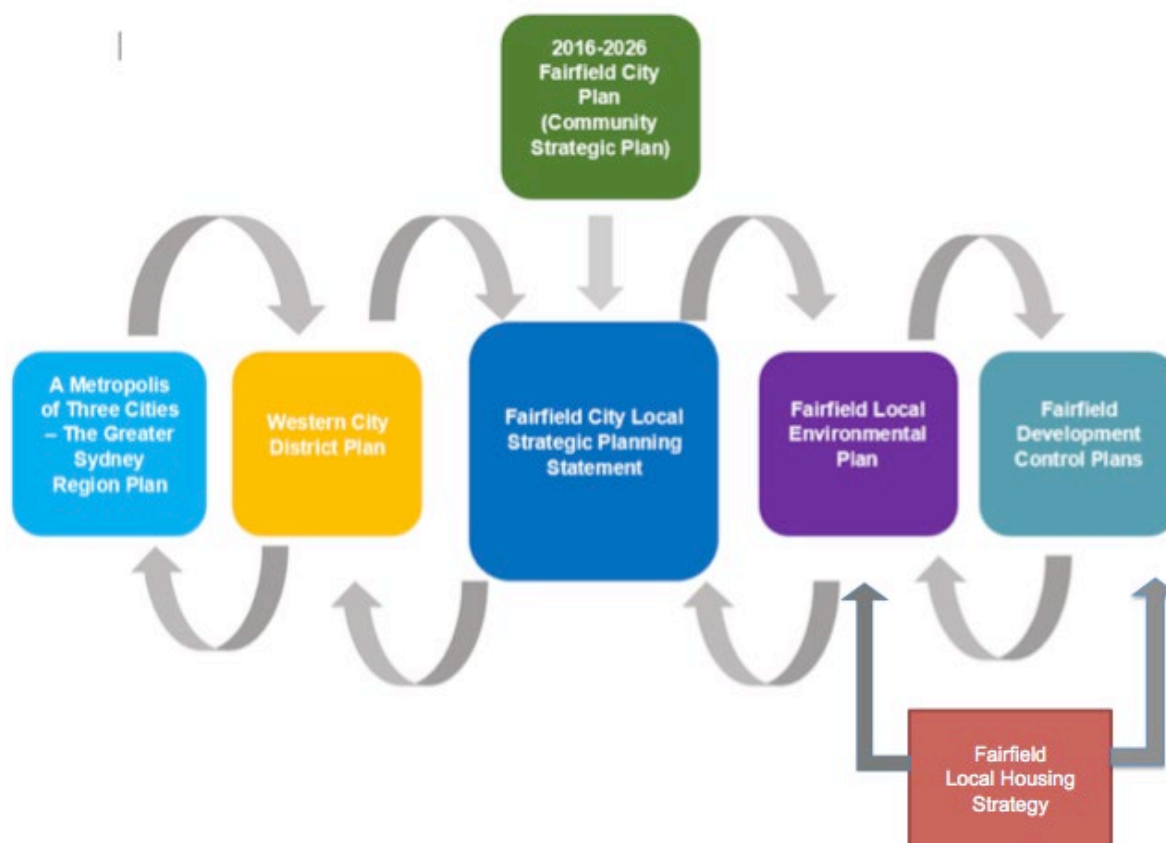 2016-2026
Fairfield City
Plan
(Community
Strategic Plan)
A Metropolis
of Three Cities
– The Greater
Sydney
Region Plan
Western City
District Plan
Fairfield City Local
Strategic Planning
Statement
Fairfield Local
Environmental
Plan
Fairfield
Development
Control Plans
Fairfield
Local Housing
Strategy